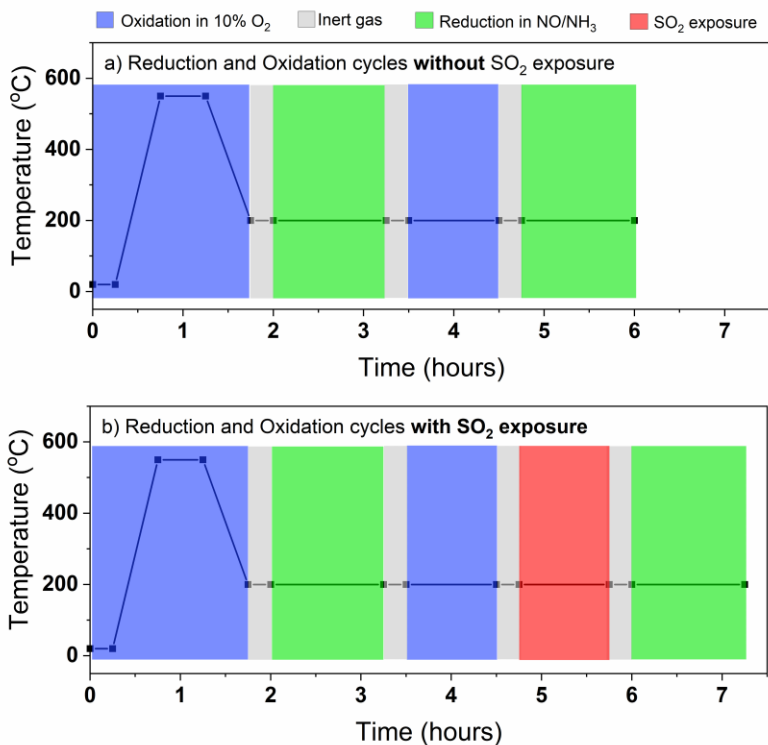 Oxidation in 10% O₂ Inert gas Reduction in NO/NH₃ SO₂ exposure
a) Reduction and Oxidation cycles without SO₂ exposure
Temperature (ºC)
600
400
200
0
0 1 2 3 4 5 6 7
Time (hours)
b) Reduction and Oxidation cycles with SO₂ exposure
Temperature (ºC)
600
400
200
0
0 1 2 3 4 5 6 7
Time (hours)